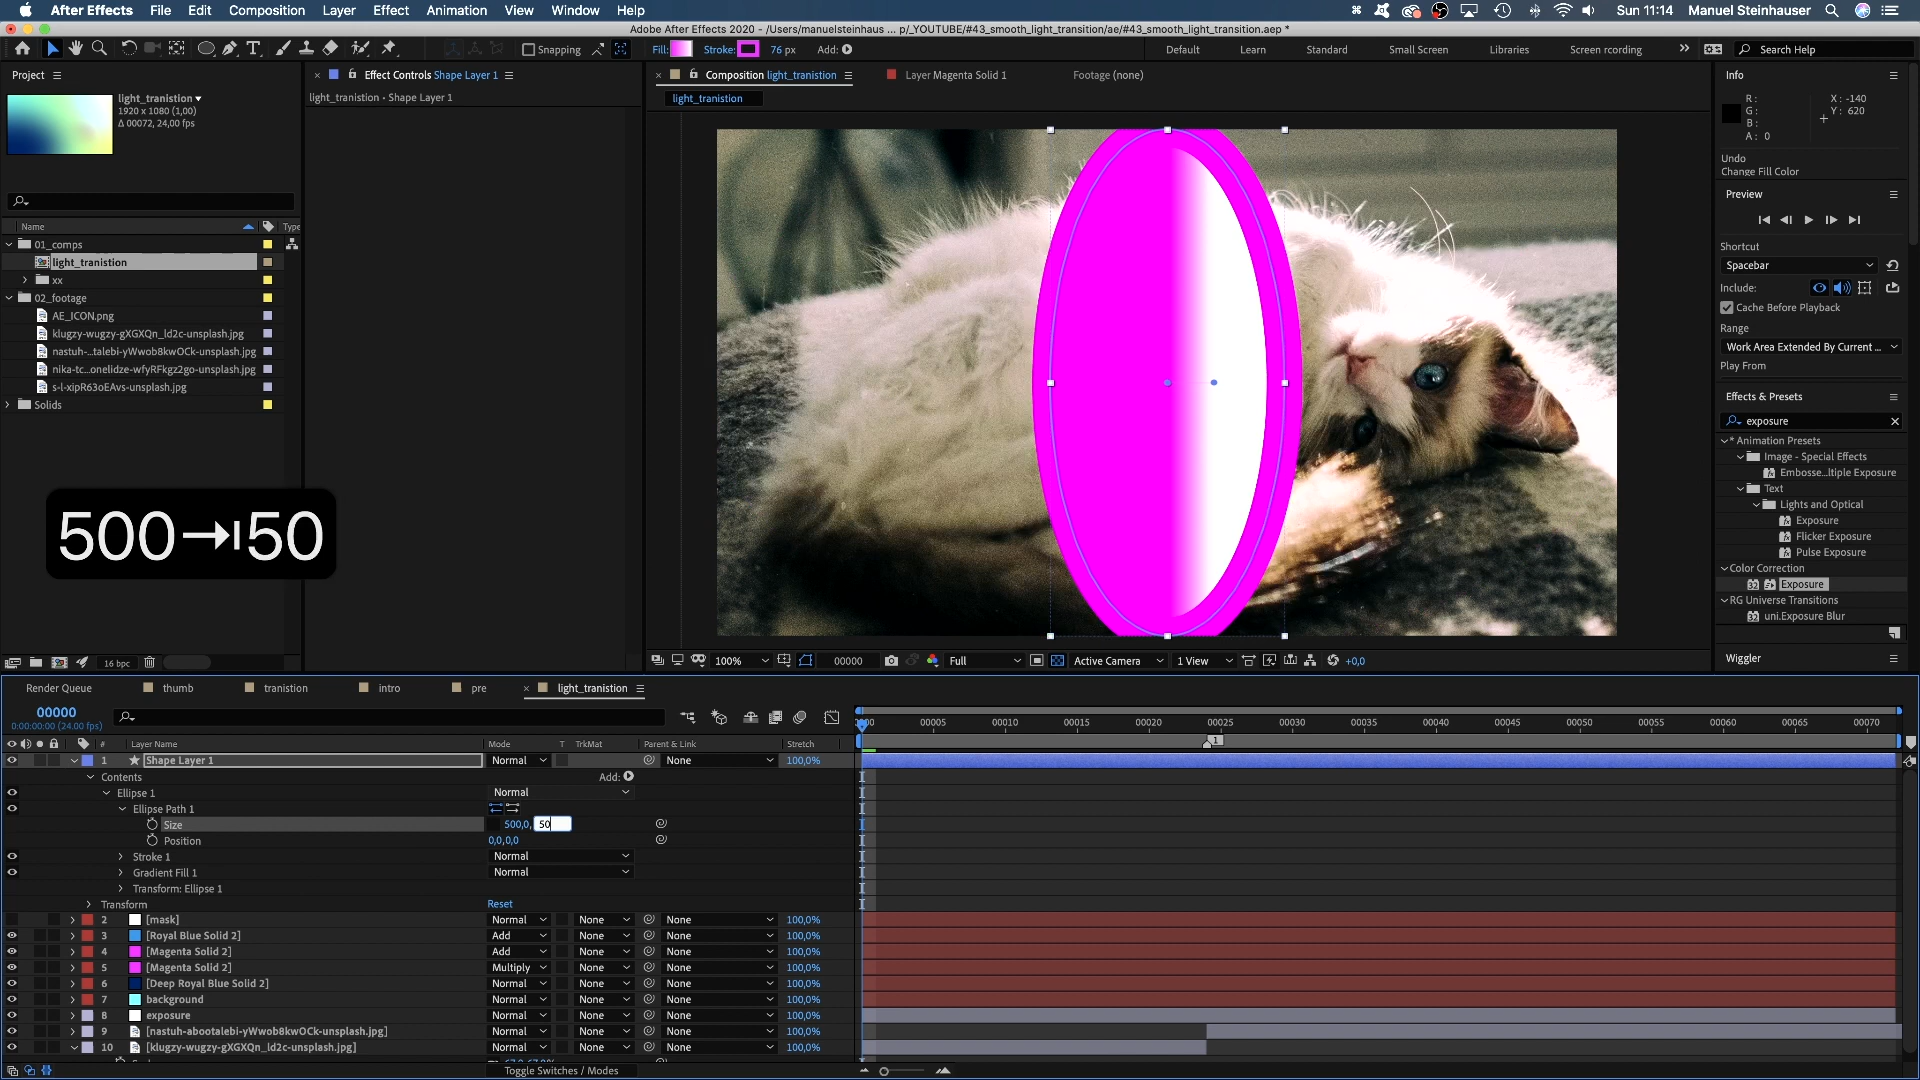 After Effects File Edit Composition Layer Effect Animation View Window Help Sun 11:14 Manuel Steinhauser
Adobe After Effects 2020 - /Users/manuelsteinhaus ... p/_YOUTUBE/#43_smooth_light_transition/ae/#43_smooth_light_transition.aep *
Snapping Fill: Stroke: 76 px Add: Default Learn Standard Small Screen Libraries Screen rcording Search Help
Project
Effect Controls Shape Layer 1
Composition light_tranistion
Layer Magenta Solid 1
Footage (none)
Info
light_tranistion
1920 x 1080 (1,00)
Δ 00072, 24,00 fps
light_tranistion • Shape Layer 1
light_tranistion
R :
G :
B :
A : 0
X : -140
Y : 620
Undo
Change Fill Color
Preview
Shortcut
Spacebar
Include:
Cache Before Playback
Range
Work Area Extended By Current ...
Play From
Effects & Presets
exposure
* Animation Presets
Image - Special Effects
Embosse...ltiple Exposure
Text
Lights and Optical
Exposure
Flicker Exposure
Pulse Exposure
Color Correction
Exposure
RG Universe Transitions
uni.Exposure Blur
Wiggler
Name Type
01_comps
light_tranistion
xx
02_footage
AE_ICON.png
klugzy-wugzy-gXGXQn_ld2c-unsplash.jpg
nastuh-...talebi-yWwob8kwOCk-unsplash.jpg
nika-tc...onelidze-wfyRFkgz2go-unsplash.jpg
s-l-xipR63oEAvs-unsplash.jpg
Solids
500→|50
16 bpc
100% 00000 Full Active Camera 1 View +0,0
Render Queue thumb tranistion intro pre light_tranistion
00000
0:00:00:00 (24.00 fps)
:00 00005 00010 00015 00020 00025 00030 00035 00040 00045 00050 00055 00060 00065 00070
1
# Layer Name Mode T TrkMat Parent & Link Stretch
1 Shape Layer 1 Normal None 100,0%
Contents Add:
Ellipse 1 Normal
Ellipse Path 1
Size 500,0, 50
Position 0,0,0,0
Stroke 1 Normal
Gradient Fill 1 Normal
Transform: Ellipse 1
Transform Reset
2 [mask] Normal None None 100,0%
3 [Royal Blue Solid 2] Add None None 100,0%
4 [Magenta Solid 2] Add None None 100,0%
5 [Magenta Solid 2] Multiply None None 100,0%
6 [Deep Royal Blue Solid 2] Normal None None 100,0%
7 background Normal None None 100,0%
8 exposure Normal None None 100,0%
9 [nastuh-abootalebi-yWwob8kwOCk-unsplash.jpg] Normal None None 100,0%
10 [klugzy-wugzy-gXGXQn_ld2c-unsplash.jpg] Normal None None 100,0%
Toggle Switches / Modes